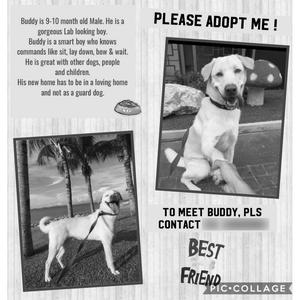 Buddy is 9-10 month old Male. He is a
gorgeous Lab looking boy.
Buddy is a smart boy who knows
commands like sit, lay down, bow & wait.
He is great with other dogs, people
and children.
His new home has to be in a loving home
and not as a guard dog.
PLEASE ADOPT ME !
TO MEET BUDDY, PLS
CONTACT
BEST
FRIEND
PIC•COLLAGE